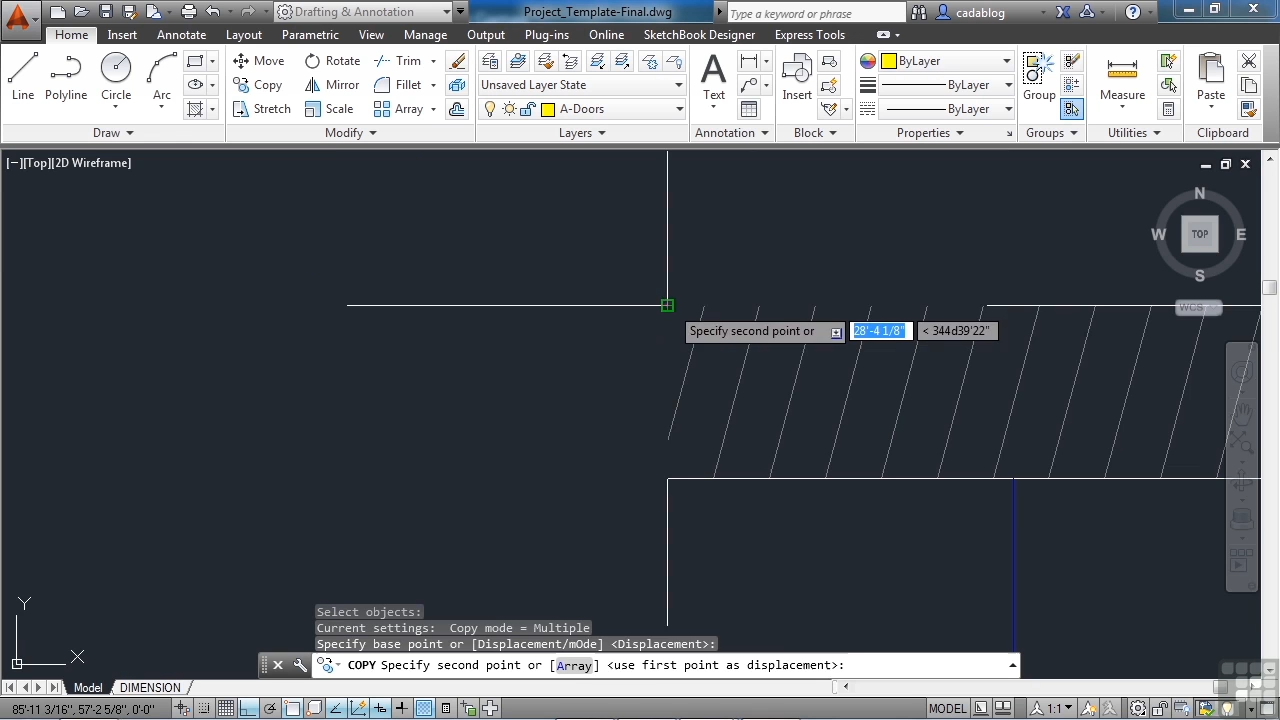 Drafting & Annotation
Project_Template-Final.dwg
Type a keyword or phrase
cadablog
Home Insert Annotate Layout Parametric View Manage Output Plug-ins Online SketchBook Designer Express Tools
Line
Polyline
Circle
Arc
Move
Rotate
Trim
Copy
Mirror
Fillet
Stretch
Scale
Array
Unsaved Layer State
A-Doors
Text
Insert
ByLayer
ByLayer
ByLayer
Group
Measure
Paste
Draw
Modify
Layers
Annotation
Block
Properties
Groups
Utilities
Clipboard
[−][Top][2D Wireframe]
N
W
TOP
E
S
WCS
Specify second point or
28'-4 1/8"
< 344d39'22"
Y
X
Select objects:
Current settings: Copy mode = Multiple
Specify base point or [Displacement/mOde] <Displacement>:
COPY Specify second point or [Array] <use first point as displacement>:
Model
DIMENSION
85'-11 3/16", 57'-2 5/8", 0'-0"
MODEL
1:1